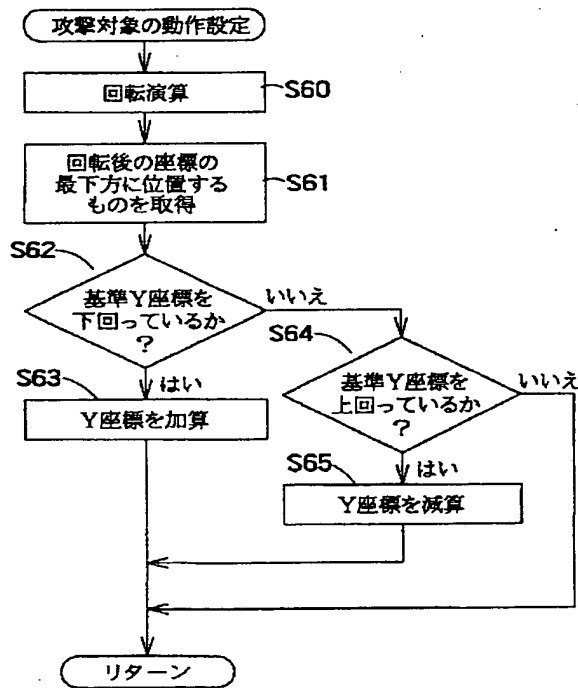 攻撃対象の動作設定
回転演算
S60
回転後の座標の
最下方に位置する
ものを取得
S61
S62
基準Y座標を
下回っているか
?
いいえ
はい
S63
Y座標を加算
S64
基準Y座標を
上回っているか
?
いいえ
はい
S65
Y座標を減算
リターン